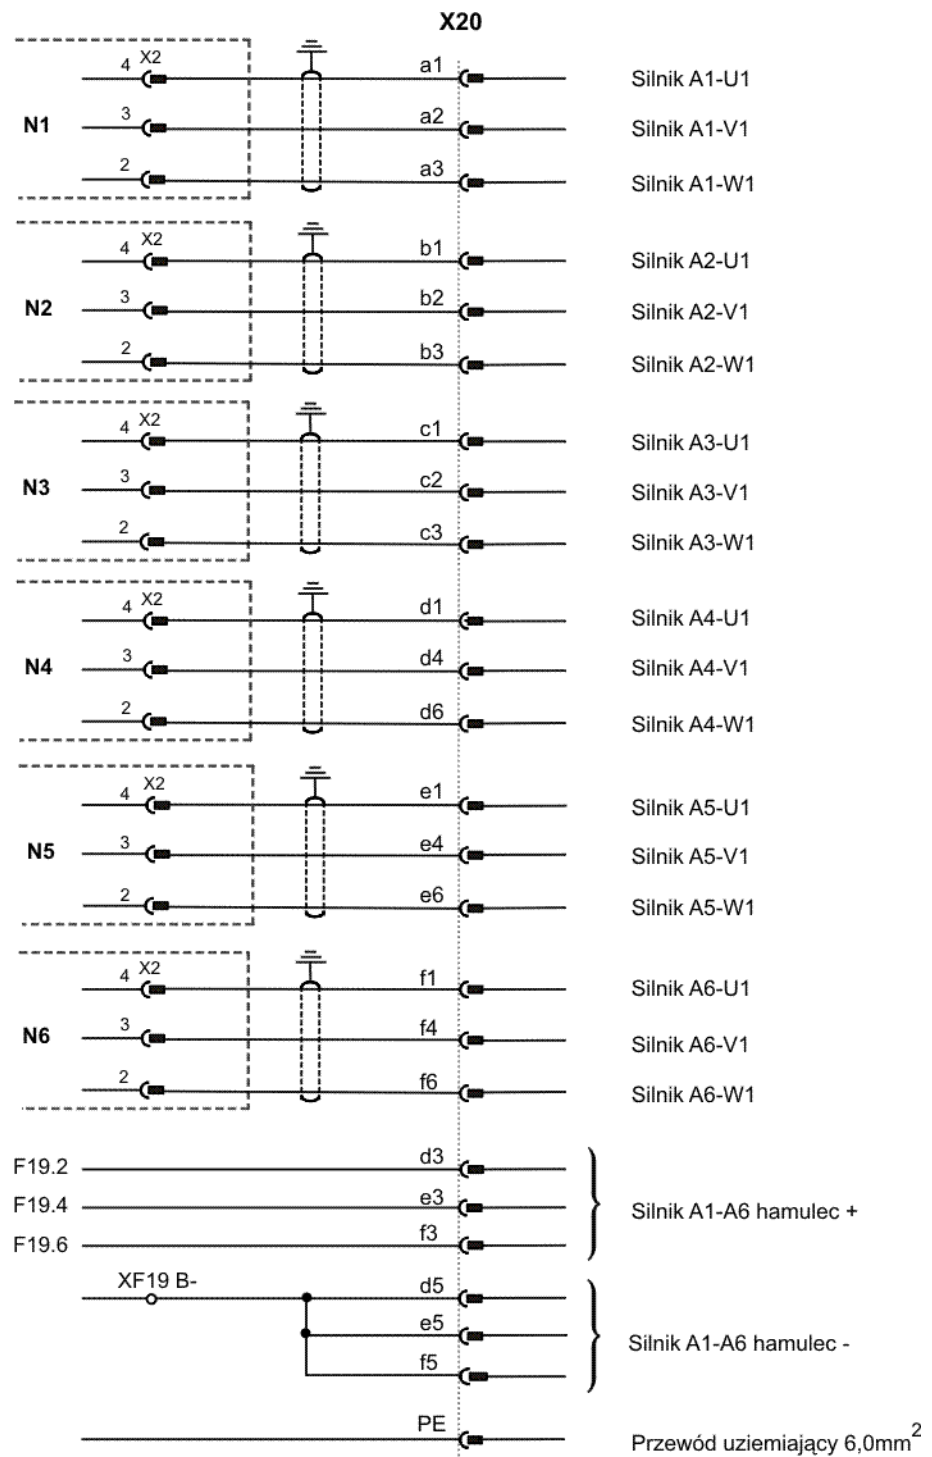 X20
4 X2 a1 Silnik A1-U1
N1 3 a2 Silnik A1-V1
2 a3 Silnik A1-W1
4 X2 b1 Silnik A2-U1
N2 3 b2 Silnik A2-V1
2 b3 Silnik A2-W1
4 X2 c1 Silnik A3-U1
N3 3 c2 Silnik A3-V1
2 c3 Silnik A3-W1
4 X2 d1 Silnik A4-U1
N4 3 d4 Silnik A4-V1
2 d6 Silnik A4-W1
4 X2 e1 Silnik A5-U1
N5 3 e4 Silnik A5-V1
2 e6 Silnik A5-W1
4 X2 f1 Silnik A6-U1
N6 3 f4 Silnik A6-V1
2 f6 Silnik A6-W1
F19.2 d3
F19.4 e3 Silnik A1-A6 hamulec +
F19.6 f3
XF19 B- d5
e5 Silnik A1-A6 hamulec -
f5
PE Przewód uziemiający 6,0mm²